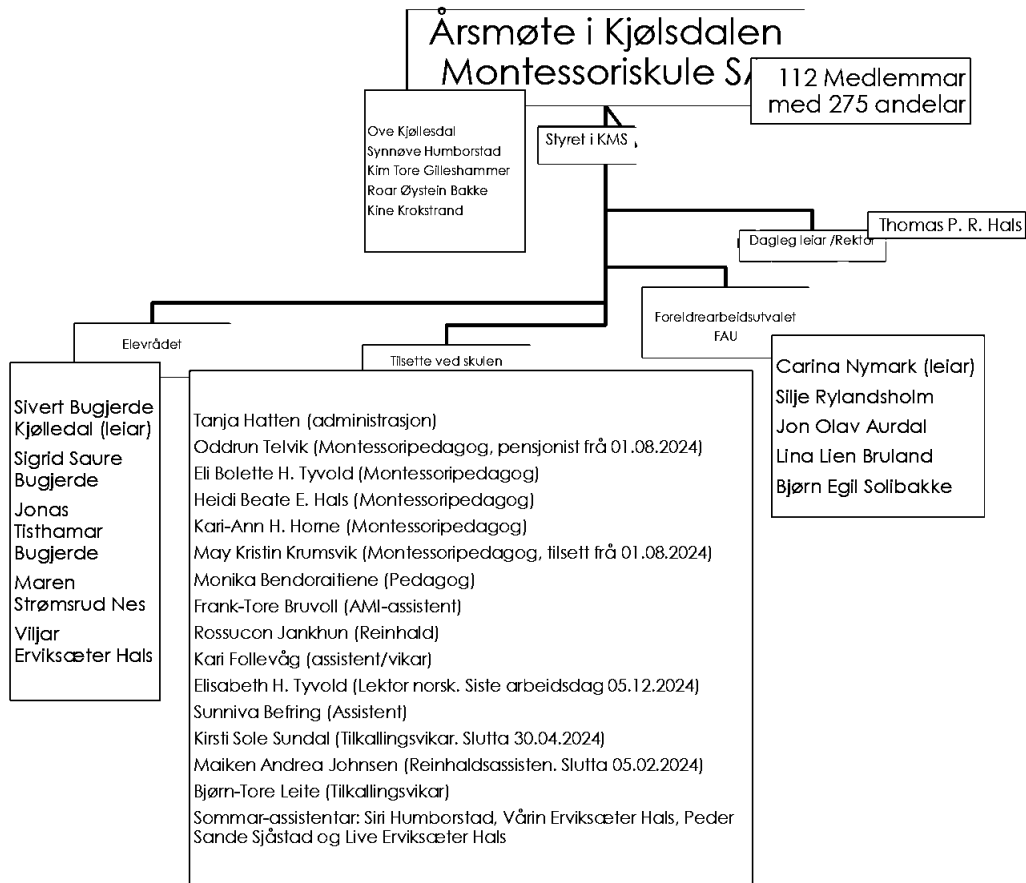 Årsmøte i Kjølsdalen
Montessoriskule SA
112 Medlemmar
med 275 andelar
Ove Kjøllesdal
Synnøve Humborstad
Kim Tore Gilleshammer
Roar Øystein Bakke
Kine Krokstrand
Styret i KMS
Thomas P. R. Hals
Dagleg leiar /Rektor
Foreldrearbeidsutvalet
FAU
Elevrådet
Tilsette ved skulen
Sivert Bugjerde
Kjølledal (leiar)
Sigrid Saure
Bugjerde
Jonas
Tisthamar
Bugjerde
Maren
Strømsrud Nes
Viljar
Erviksæter Hals
Tanja Hatten (administrasjon)
Oddrun Telvik (Montessoripedagog, pensjonist frå 01.08.2024)
Eli Bolette H. Tyvold (Montessoripedagog)
Heidi Beate E. Hals (Montessoripedagog)
Kari-Ann H. Horne (Montessoripedagog)
May Kristin Krumsvik (Montessoripedagog, tilsett frå 01.08.2024)
Monika Bendoraitiene (Pedagog)
Frank-Tore Bruvoll (AMI-assistent)
Rossucon Jankhun (Reinhald)
Kari Follevåg (assistent/vikar)
Elisabeth H. Tyvold (Lektor norsk. Siste arbeidsdag 05.12.2024)
Sunniva Befring (Assistent)
Kirsti Sole Sundal (Tilkallingsvikar. Slutta 30.04.2024)
Maiken Andrea Johnsen (Reinhaldsassisten. Slutta 05.02.2024)
Bjørn-Tore Leite (Tilkallingsvikar)
Sommar-assistentar: Siri Humborstad, Vårin Erviksæter Hals, Peder
Sande Sjåstad og Live Erviksæter Hals
Carina Nymark (leiar)
Silje Rylandsholm
Jon Olav Aurdal
Lina Lien Bruland
Bjørn Egil Solibakke